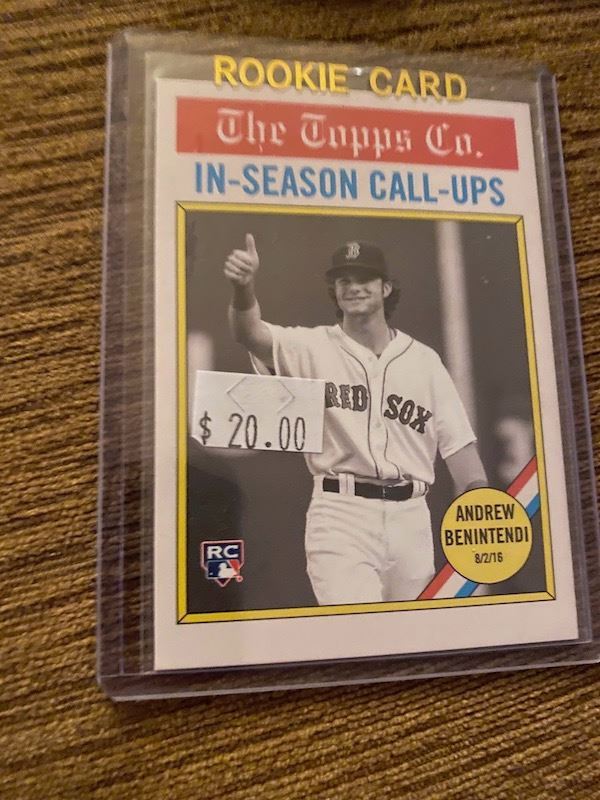 ROOKIE CARD
The Topps Co.
IN-SEASON CALL-UPS
B
RED SOX
$ 20.00
ANDREW
BENINTENDI
8/2/16
RC